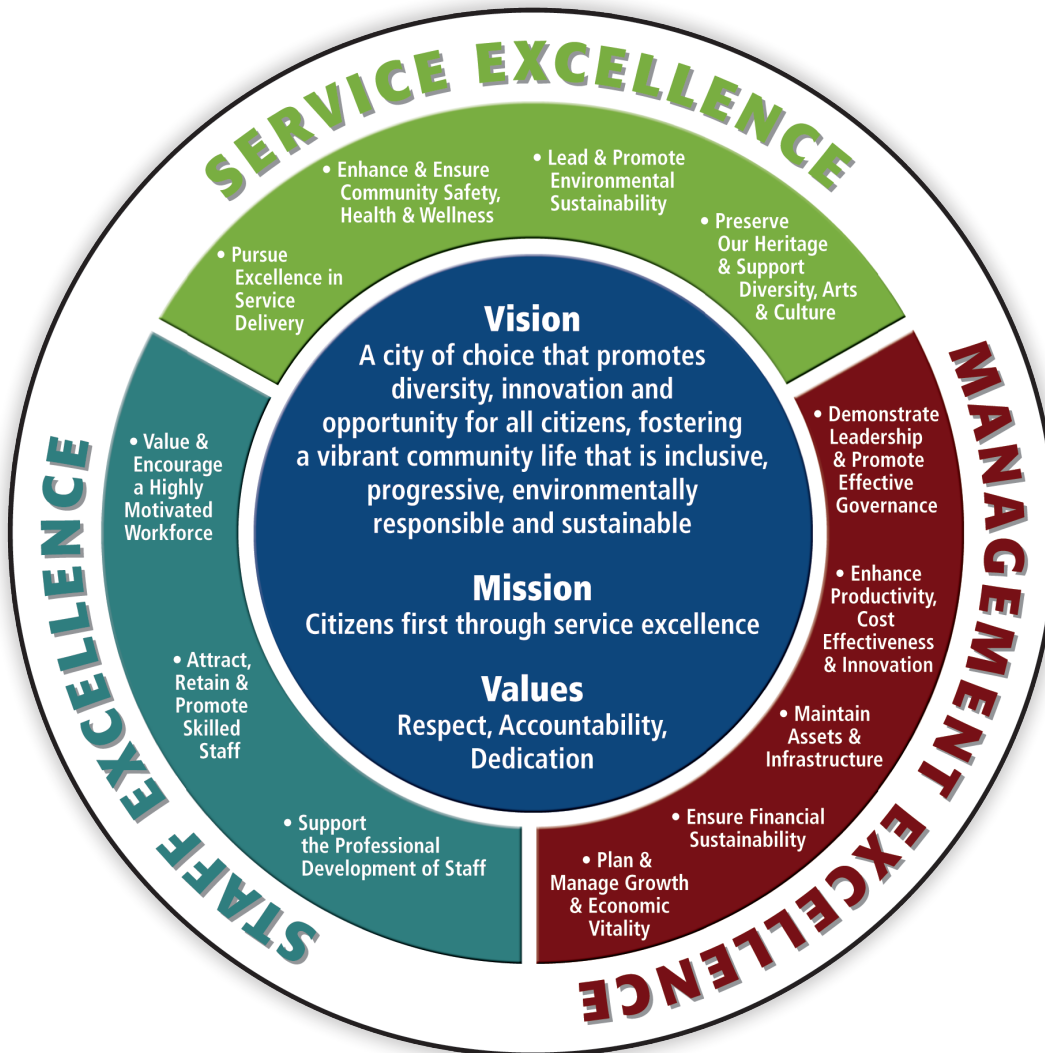 SERVICE EXCELLENCE
• Pursue
Excellence in
Service
Delivery
• Enhance & Ensure
Community Safety,
Health & Wellness
• Lead & Promote
Environmental
Sustainability
• Preserve
Our Heritage
& Support
Diversity, Arts
& Culture
MANAGEMENT EXCELLENCE
• Demonstrate
Leadership
& Promote
Effective
Governance
• Enhance
Productivity,
Cost
Effectiveness
& Innovation
• Maintain
Assets &
Infrastructure
• Ensure Financial
Sustainability
• Plan &
Manage Growth
& Economic
Vitality
STAFF EXCELLENCE
• Value &
Encourage
a Highly
Motivated
Workforce
• Attract,
Retain &
Promote
Skilled
Staff
• Support
the Professional
Development of Staff
Vision
A city of choice that promotes
diversity, innovation and
opportunity for all citizens, fostering
a vibrant community life that is inclusive,
progressive, environmentally
responsible and sustainable
Mission
Citizens first through service excellence
Values
Respect, Accountability,
Dedication